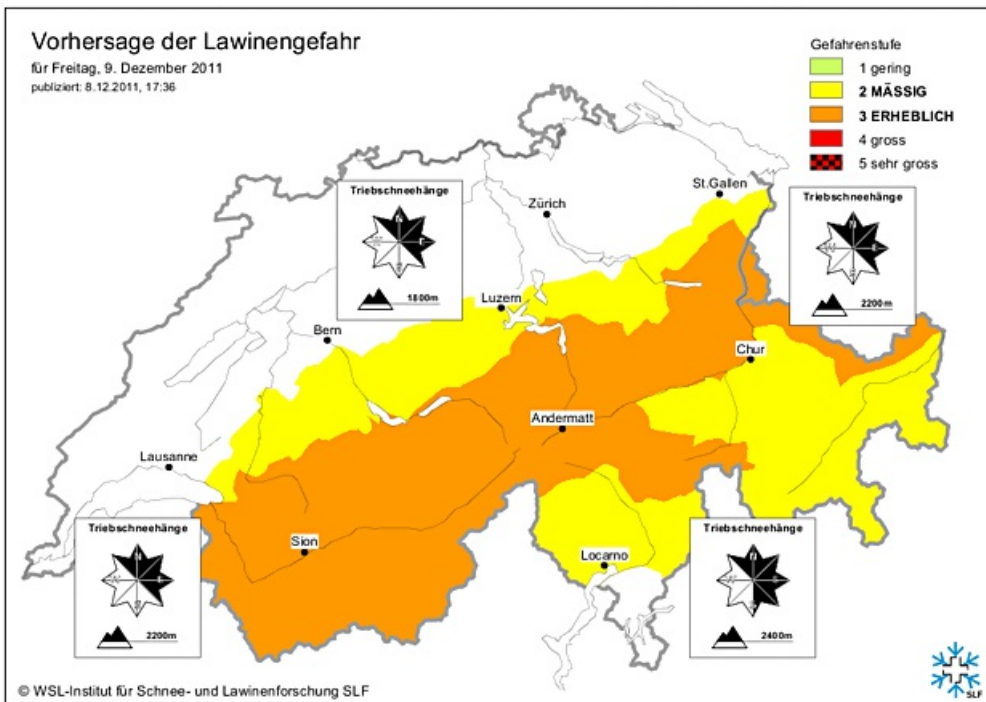 Vorhersage der Lawinengefahr
für Freitag, 9. Dezember 2011
publiziert: 8.12.2011, 17:36
Gefahrenstufe
1 gering
2 MÄSSIG
3 ERHEBLICH
4 gross
5 sehr gross
Triebschneehänge
N
E
S
W
1800m
Zürich
St.Gallen
Triebschneehänge
N
E
S
W
2200m
Luzern
Bern
Chur
Andermatt
Lausanne
Triebschneehänge
N
E
S
W
2200m
Sion
Locarno
Triebschneehänge
N
E
S
W
2400m
© WSL-Institut für Schnee- und Lawinenforschung SLF
SLF